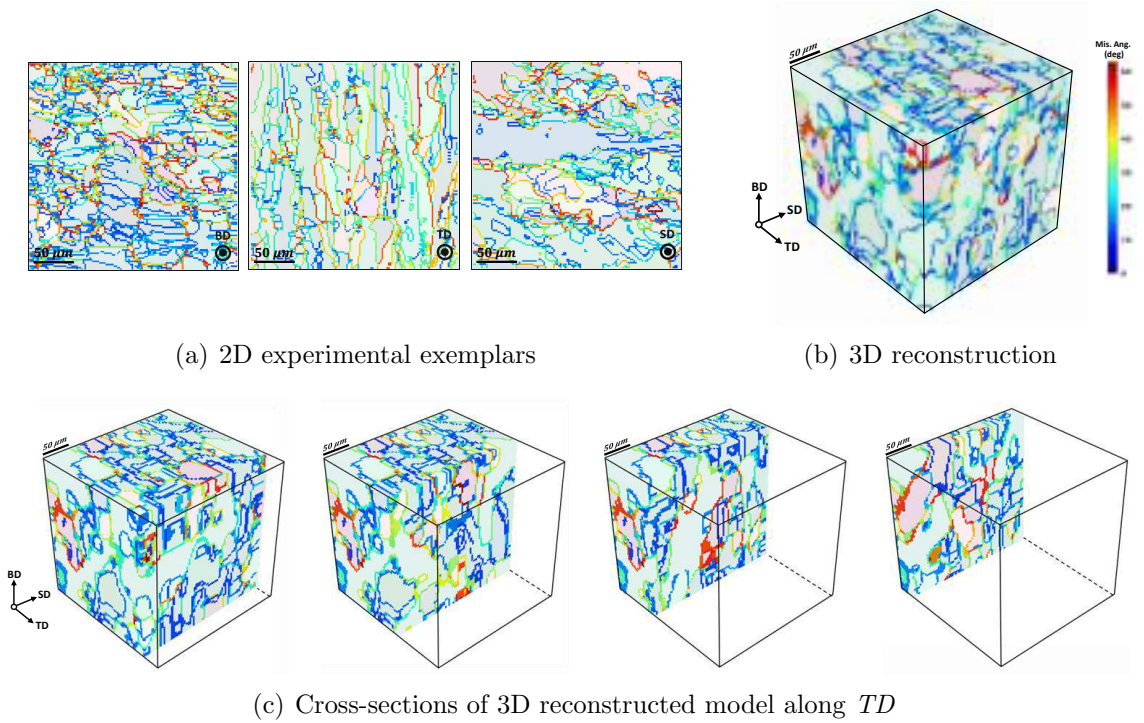 50 μm
Mis. Ang.
(deg)
BD
50 μm
TD
50 μm
SD
50 μm
BD
SD
TD
0
(a) 2D experimental exemplars
(b) 3D reconstruction
50 μm
50 μm
50 μm
50 μm
BD
SD
TD
(c) Cross-sections of 3D reconstructed model along TD